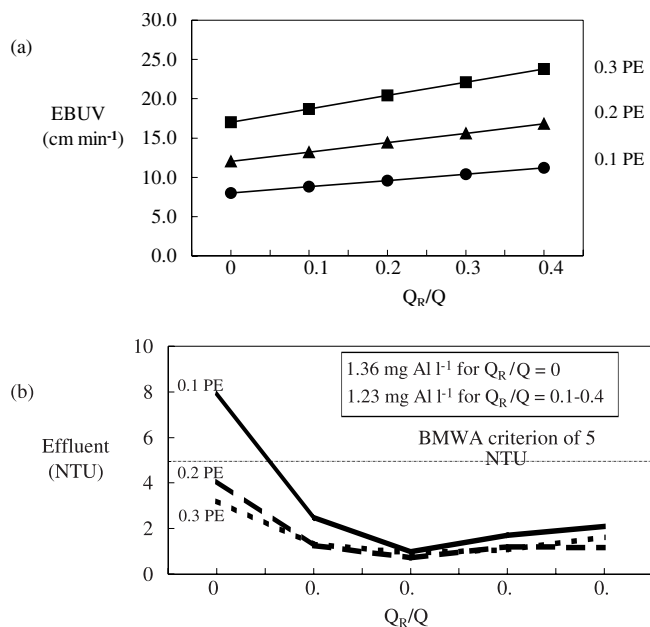 (a)
EBUV
(cm min-1)
30.0
25.0
20.0
15.0
10.0
5.0
0.0
0 0.1 0.2 0.3 0.4
QR/Q
0.3 PE
0.2 PE
0.1 PE
(b)
Effluent
(NTU)
10
8
6
4
2
0
0.1 PE
0.2 PE
0.3 PE
1.36 mg Al l-1 for QR/Q = 0
1.23 mg Al l-1 for QR/Q = 0.1-0.4
BMWA criterion of 5
NTU
0 0. 0. 0. 0.
QR/Q